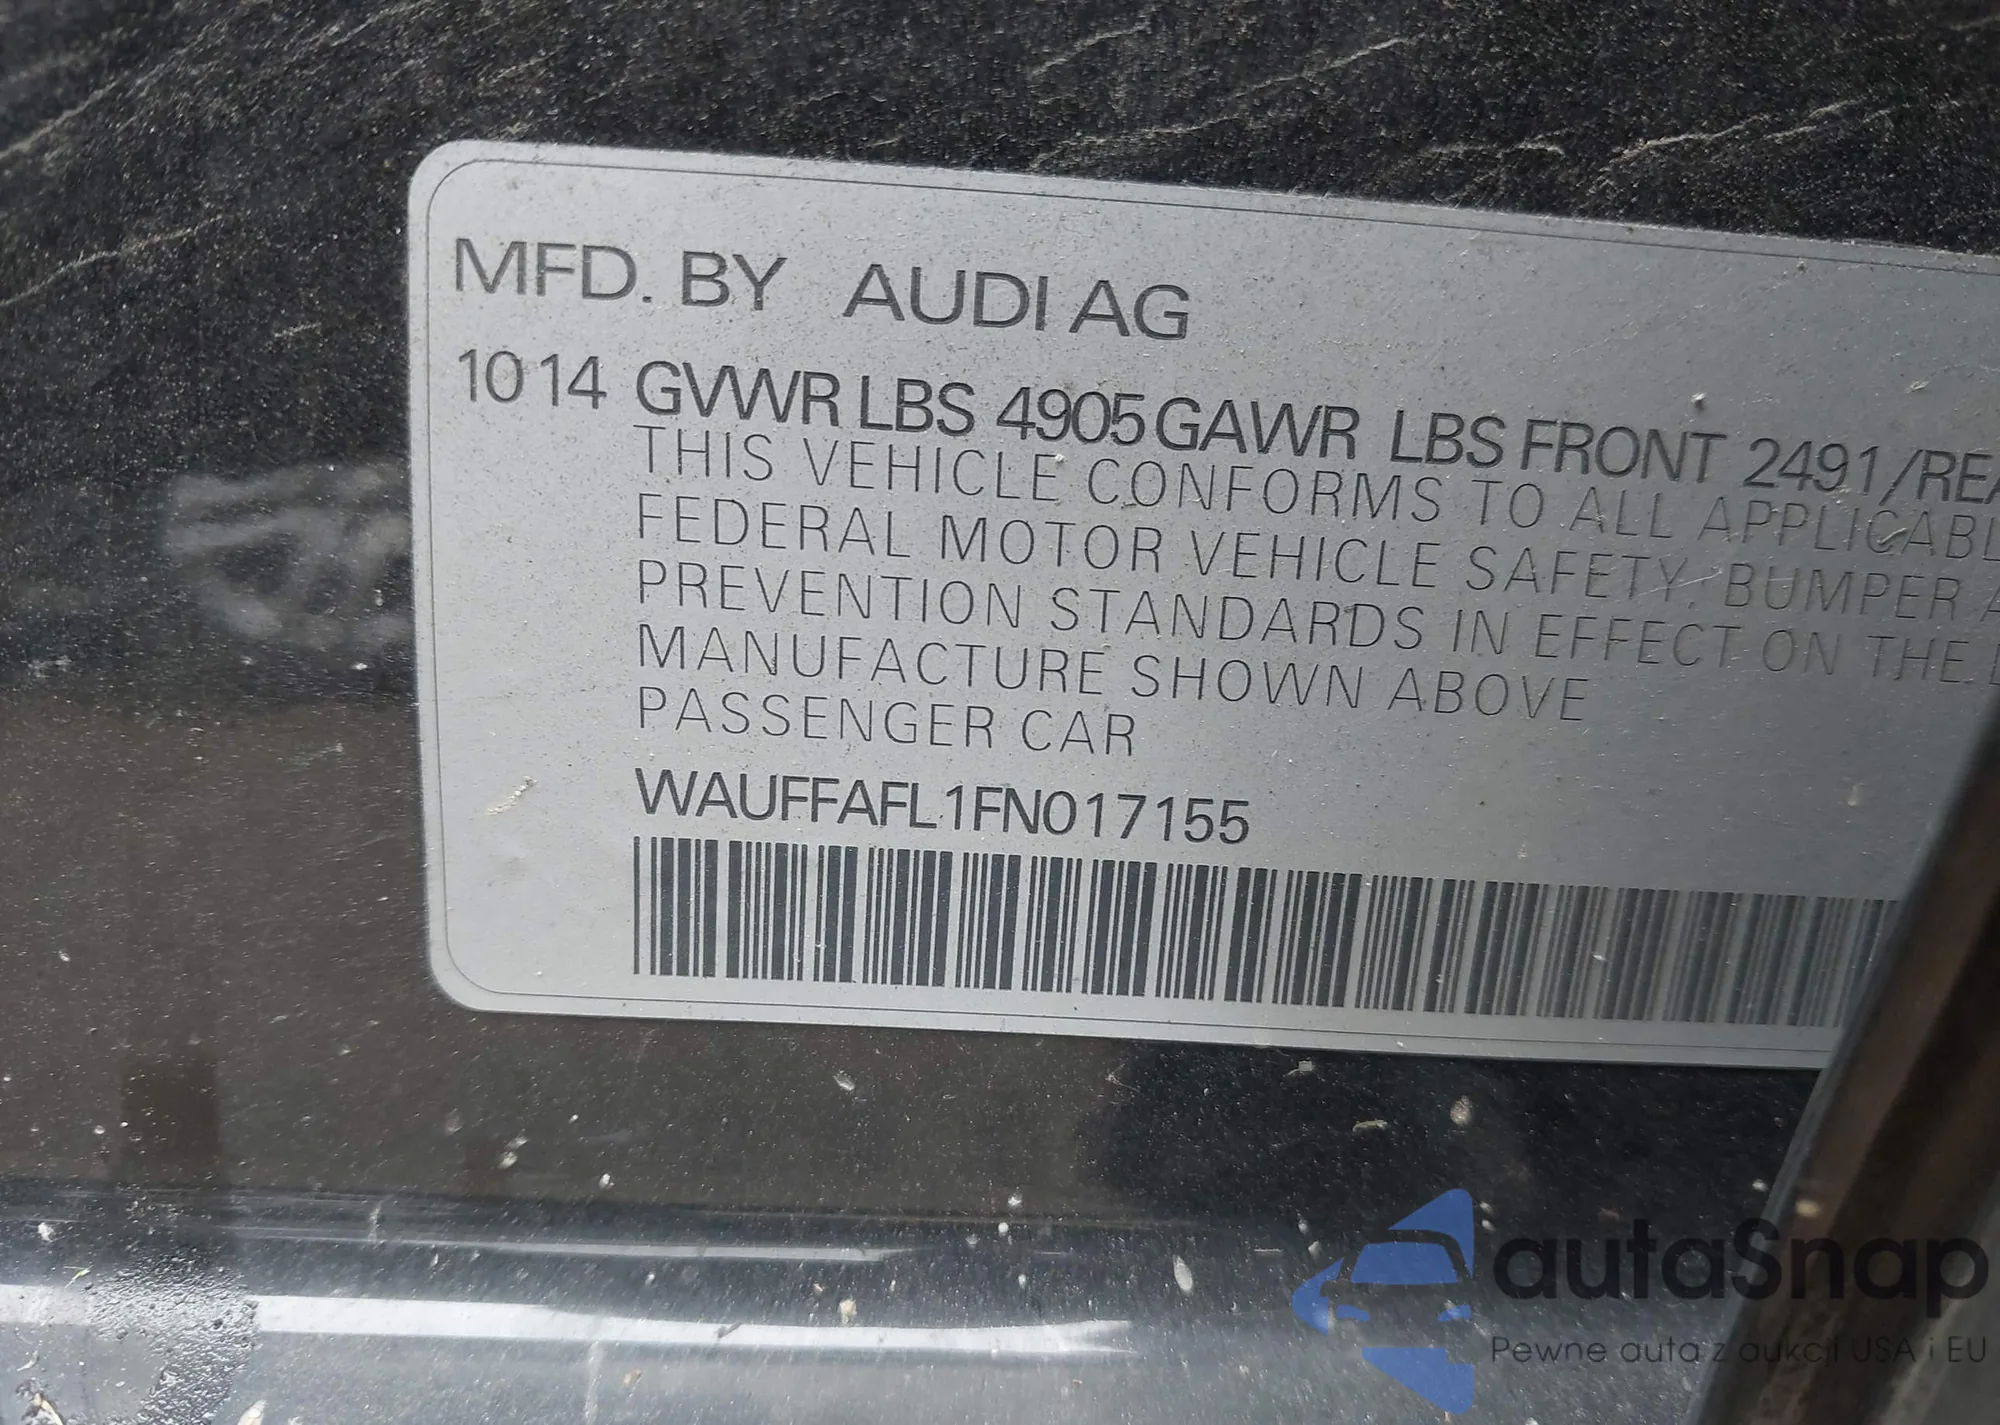 MFD. BY AUDI AG
1014 GVWR LBS 4905 GAWR LBS FRONT 2491/REA
THIS VEHICLE CONFORMS TO ALL APPLICABL
FEDERAL MOTOR VEHICLE SAFETY, BUMPER A
PREVENTION STANDARDS IN EFFECT ON THE D
MANUFACTURE SHOWN ABOVE
PASSENGER CAR
WAUFFAFL1FN017155
autaSnap
Pewne auta z aukcji USA i EU